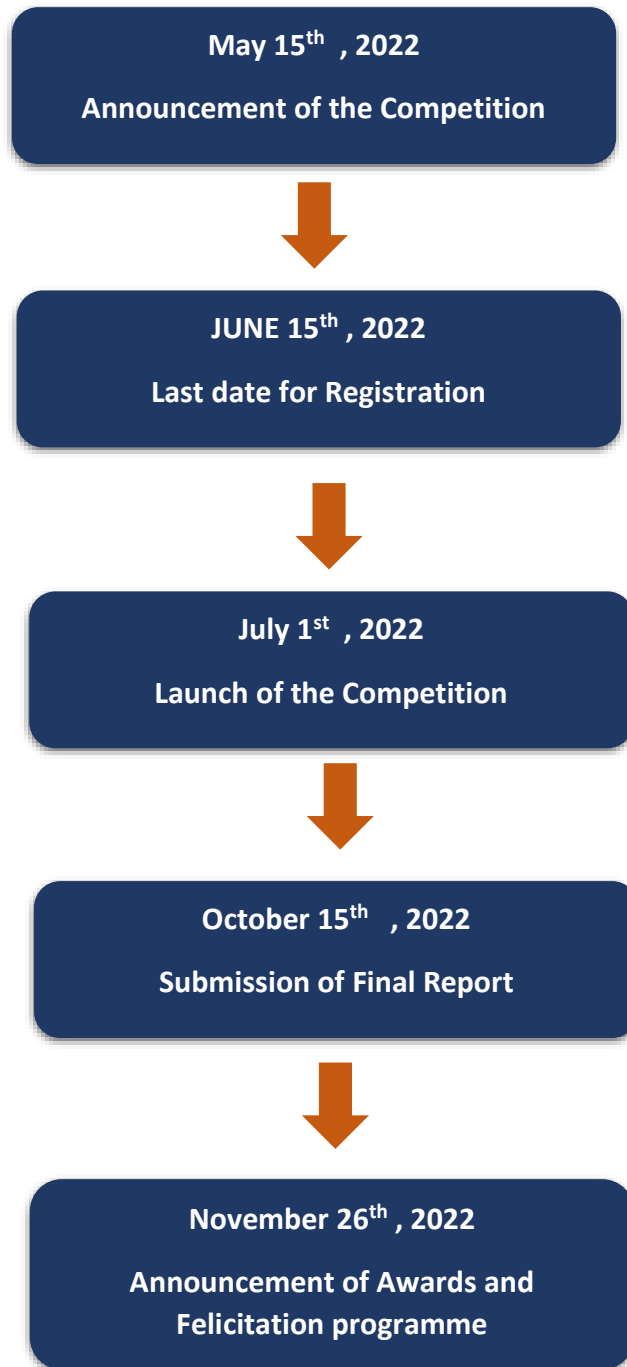 May 15th , 2022
Announcement of the Competition
JUNE 15th , 2022
Last date for Registration
July 1st , 2022
Launch of the Competition
October 15th , 2022
Submission of Final Report
November 26th , 2022
Announcement of Awards and
Felicitation programme